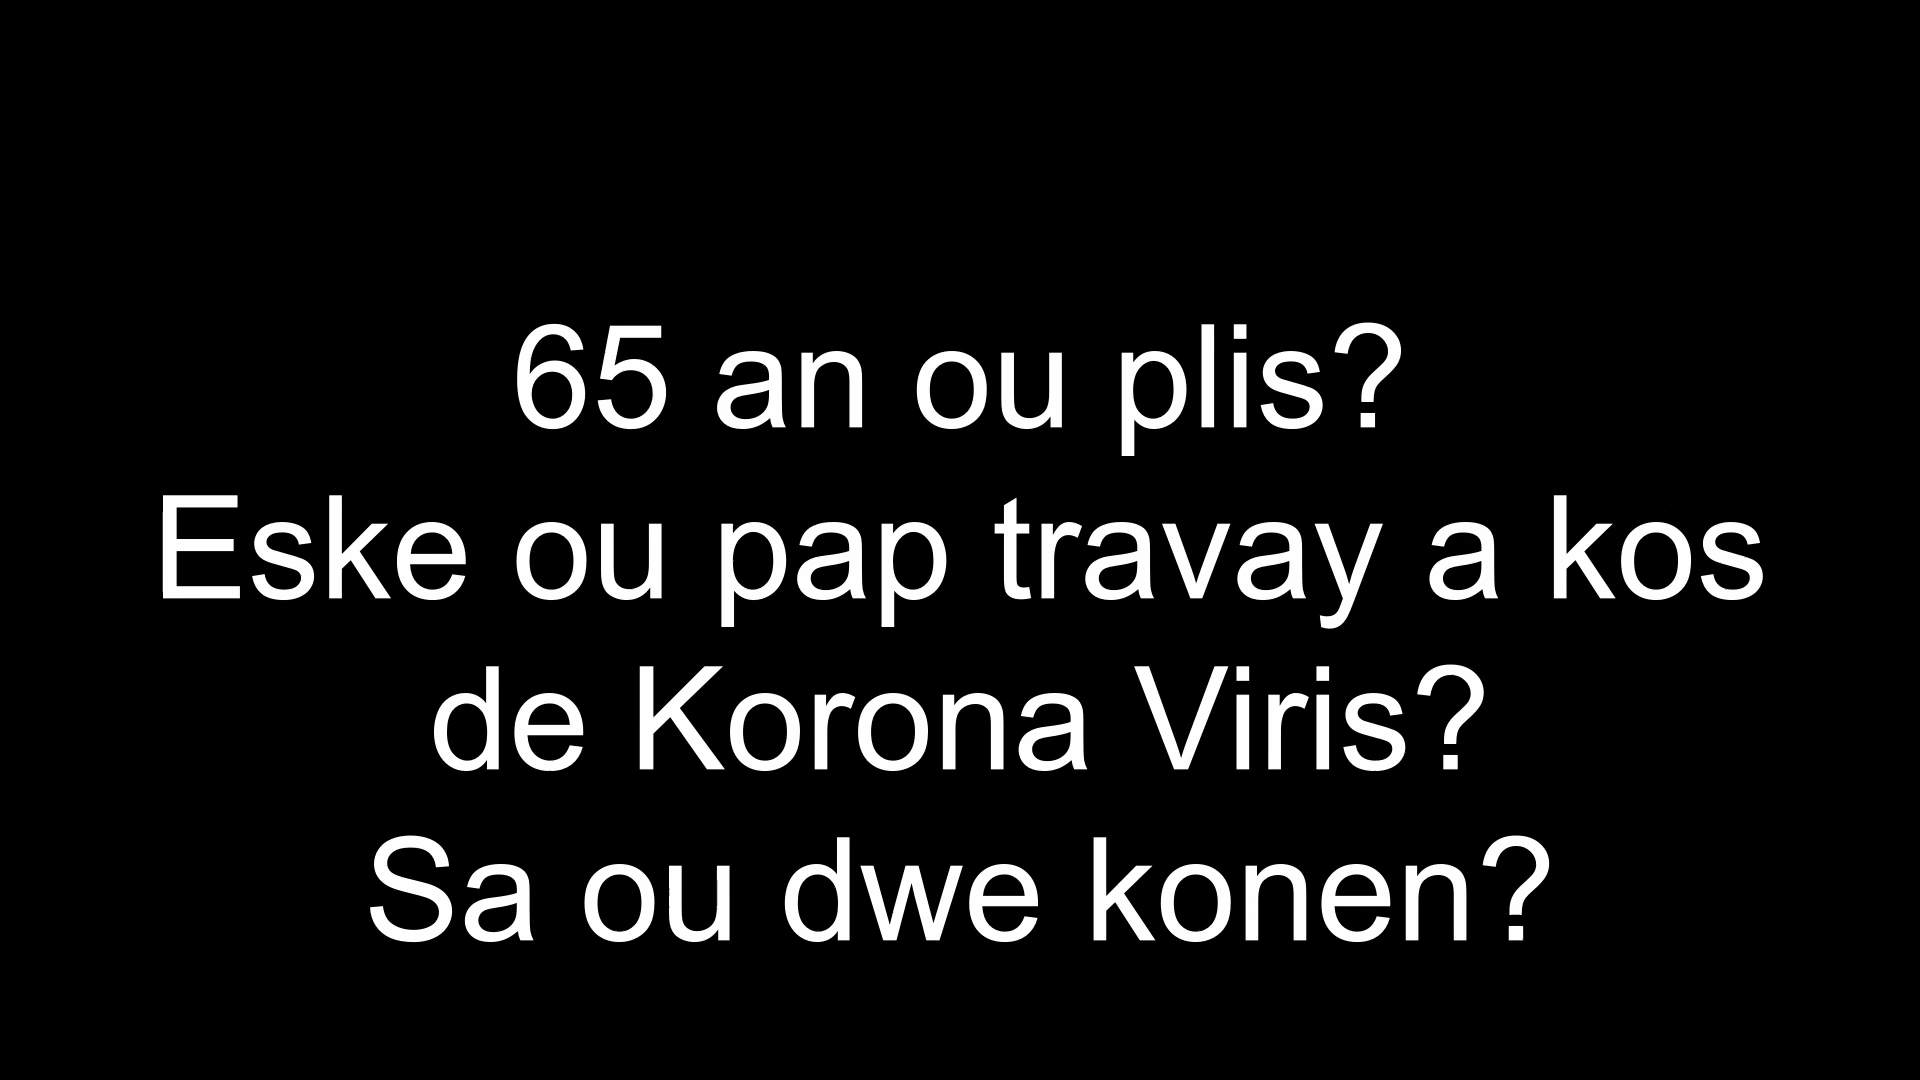 65 an ou plis?
Eske ou pap travay a kos
de Korona Viris?
Sa ou dwe konen?